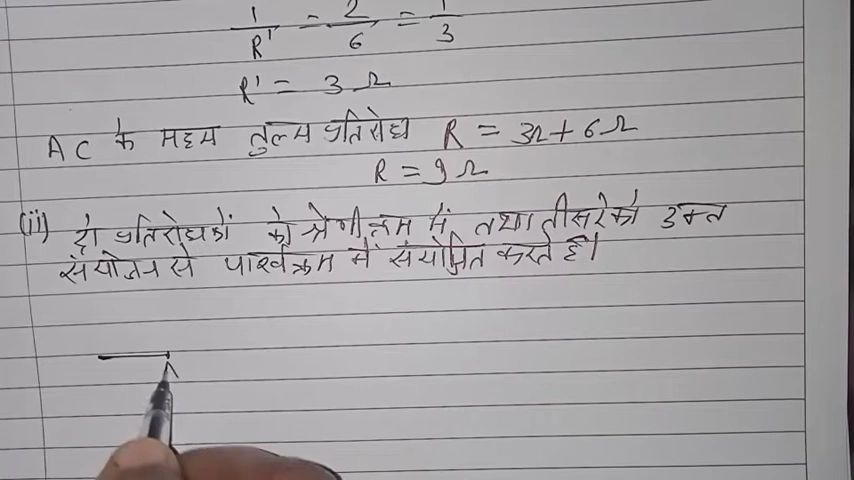 1/R' = 2/6 = 1/3
R' = 3 Ω
AC के मध्य तुल्य प्रतिरोध R = 3Ω + 6Ω
R = 9 Ω
(ii) दो प्रतिरोधकों को श्रेणीक्रम में तथा तीसरे को उक्त
संयोजन से पार्श्वक्रम में संयोजित करते हैं।
A